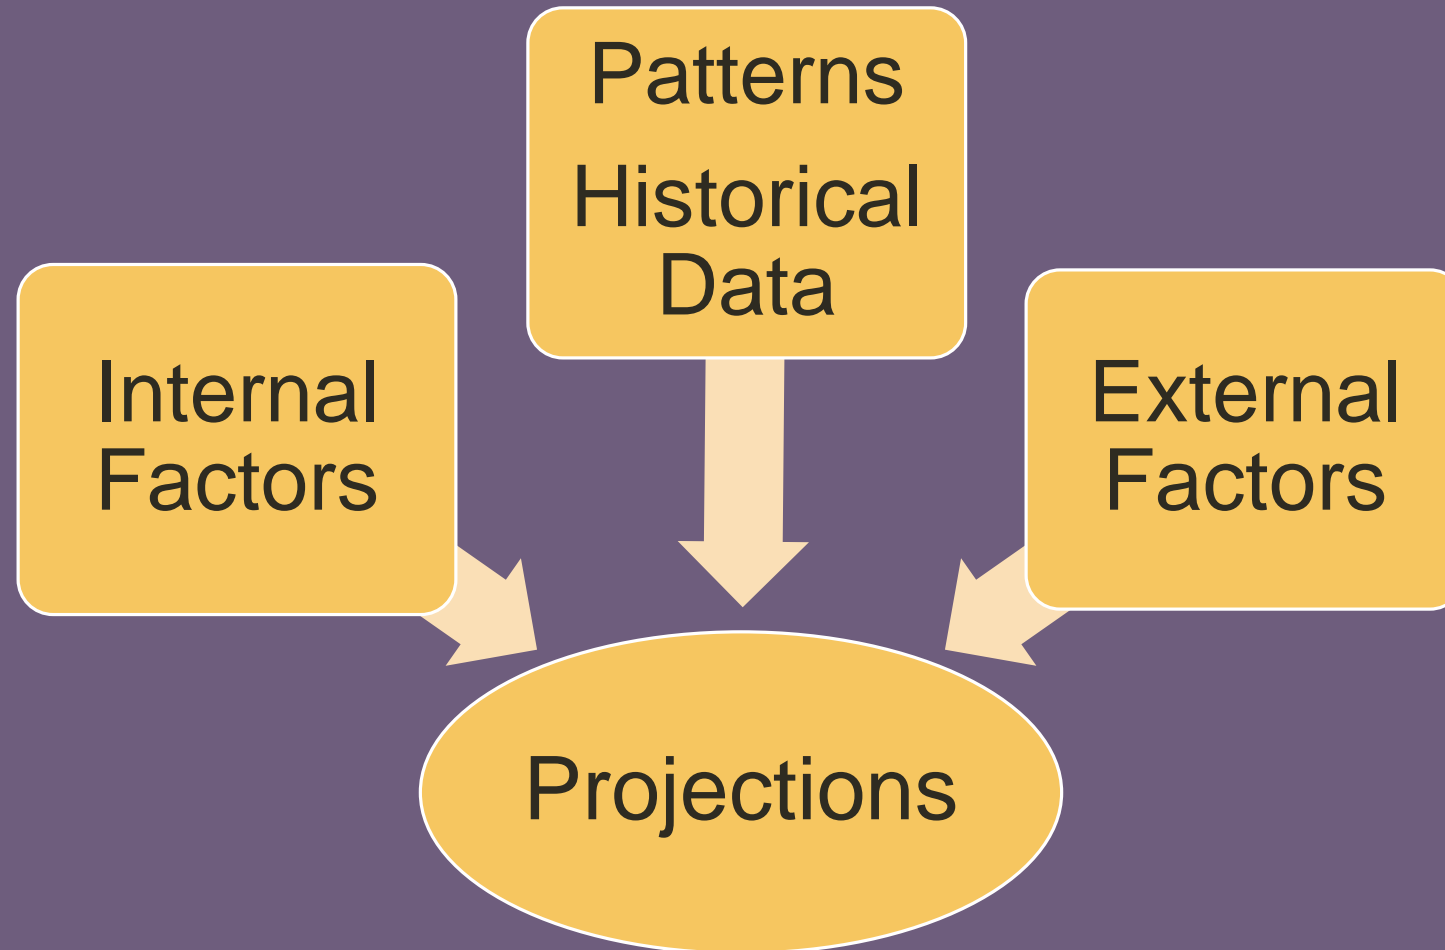 Patterns
Historical
Data
Internal
Factors
External
Factors
Projections